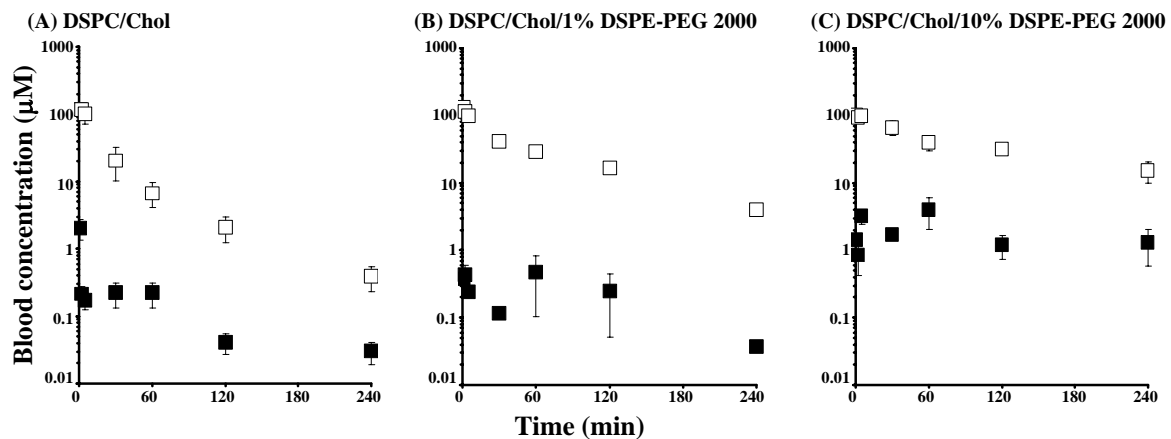 (A) DSPC/Chol
(B) DSPC/Chol/1% DSPE-PEG 2000
(C) DSPC/Chol/10% DSPE-PEG 2000
Blood concentration (μM)
1000
100
10
1
0.1
0.01
0 60 120 180 240
1000
100
10
1
0.1
0.01
0 60 120 180 240
1000
100
10
1
0.1
0.01
0 60 120 180 240
Time (min)